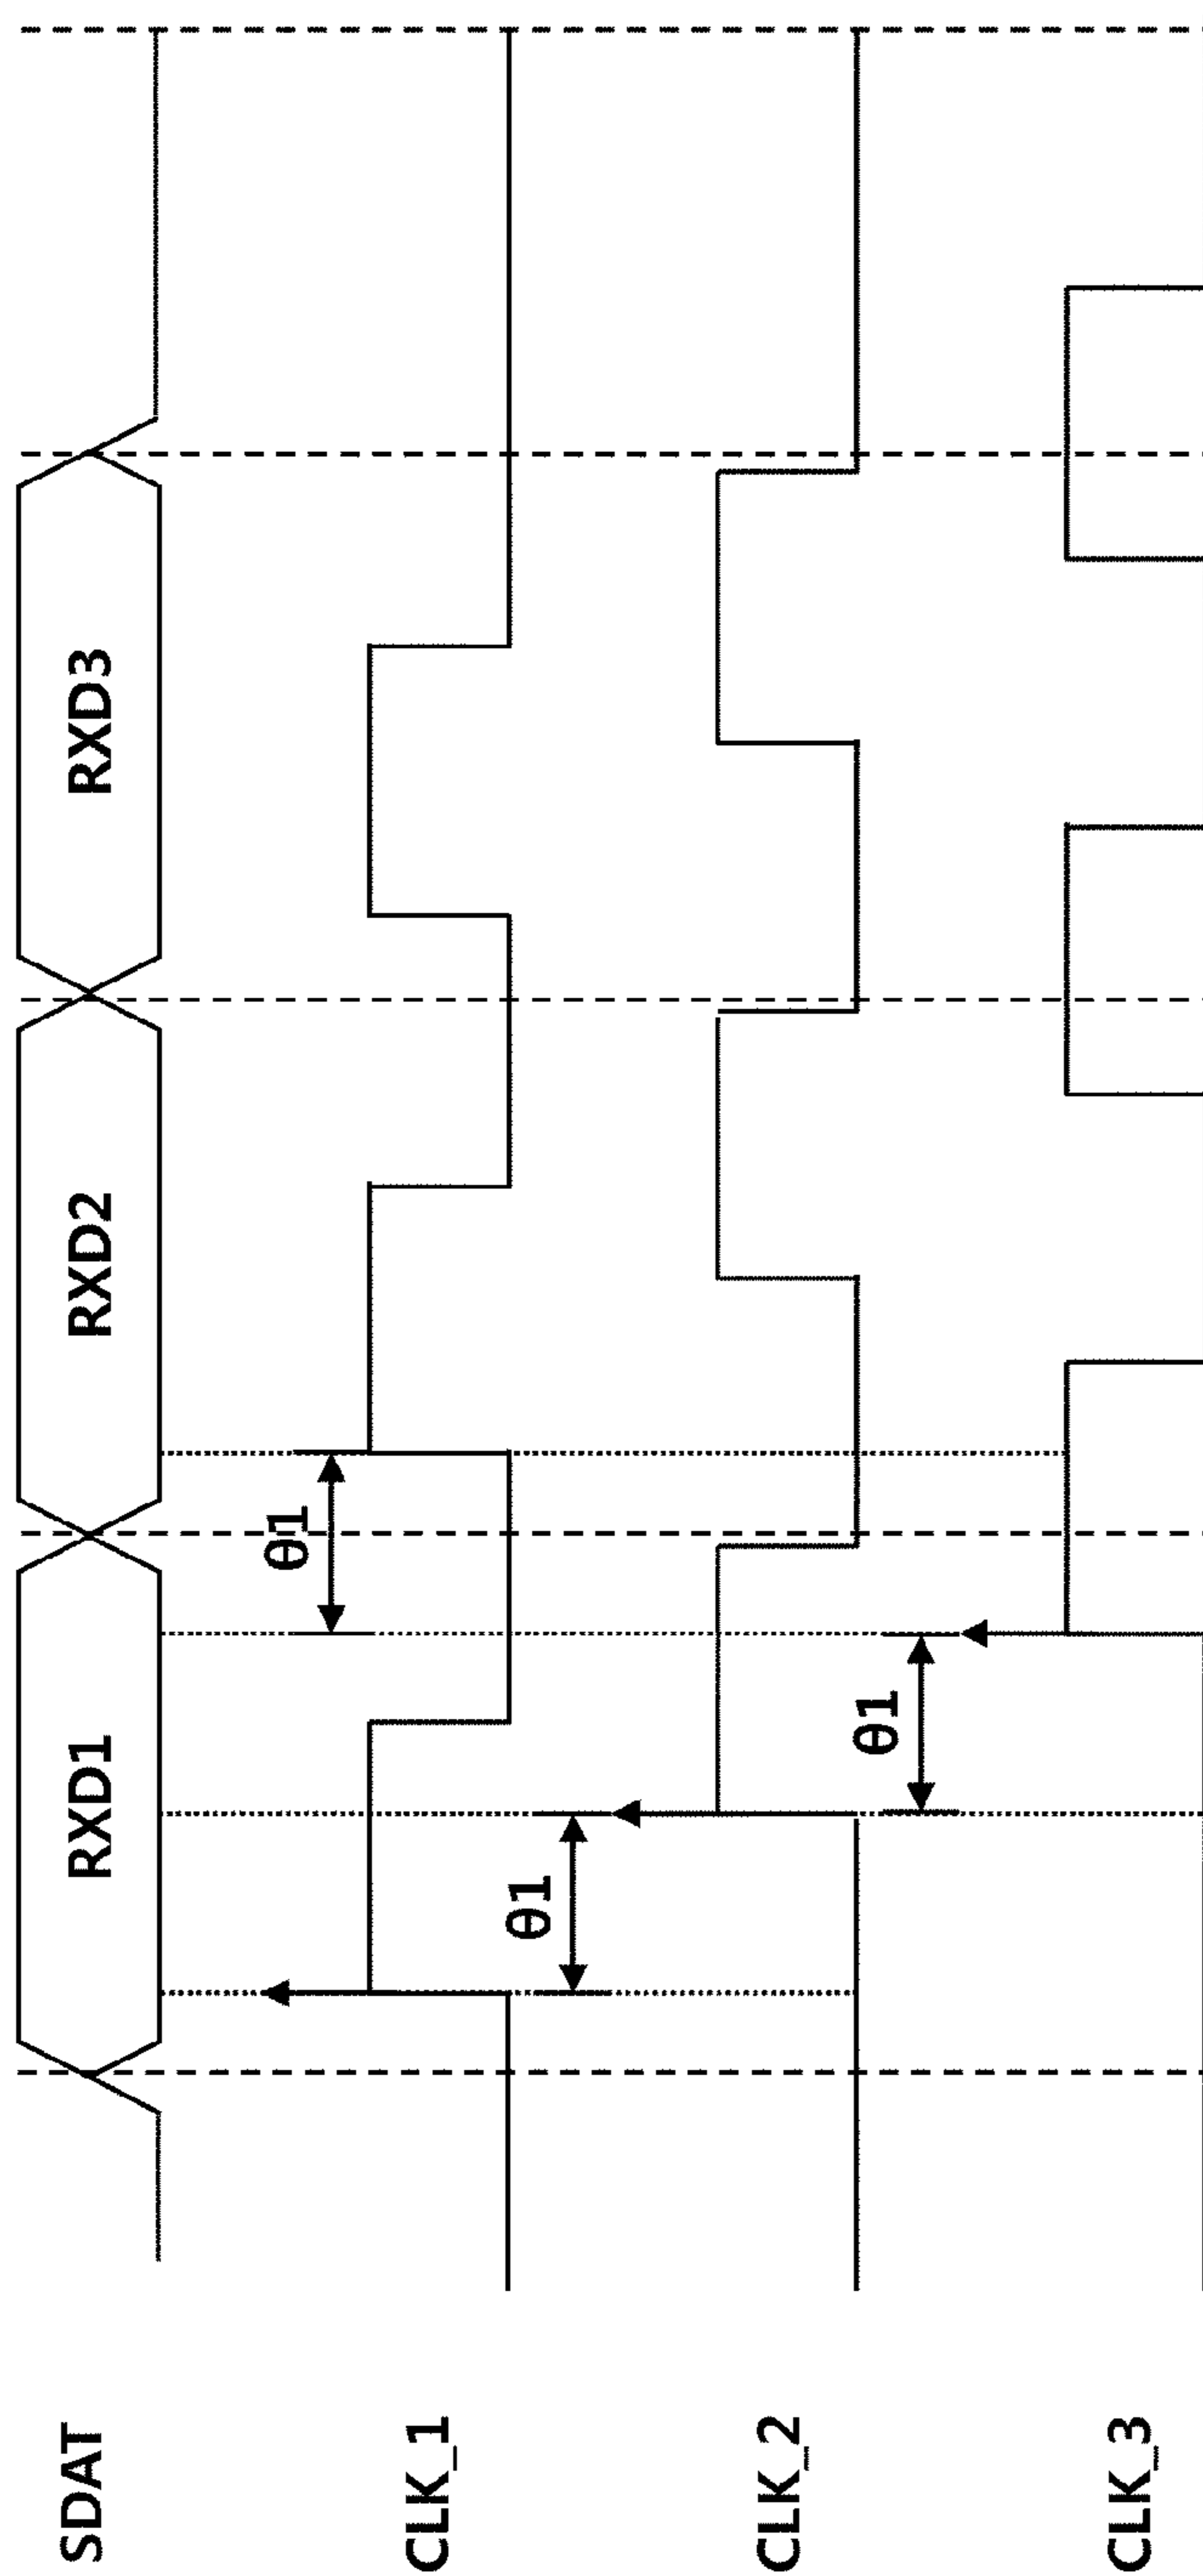 SDAT
RXD1
RXD2
RXD3
CLK_1
θ1
CLK_2
θ1
CLK_3
θ1